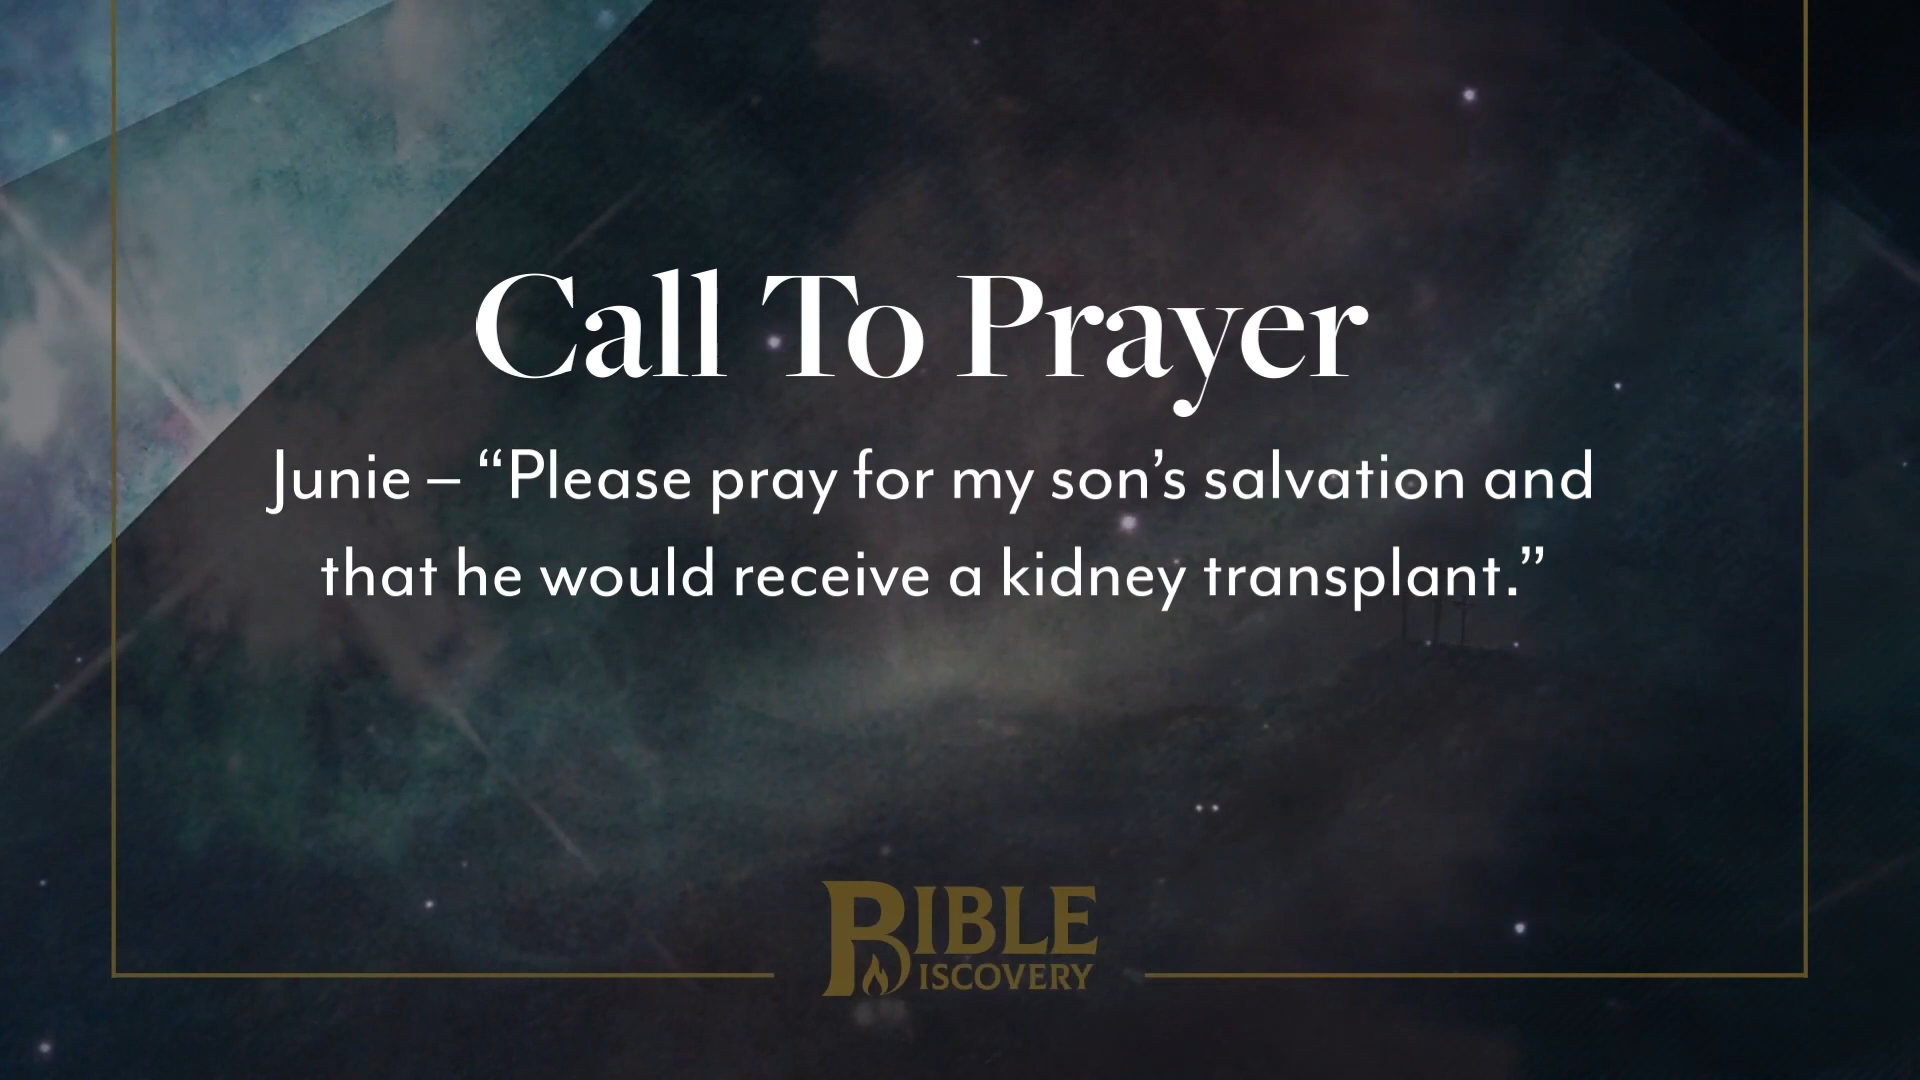 Call To Prayer
Junie – “Please pray for my son’s salvation and
that he would receive a kidney transplant.”
BIBLE
DISCOVERY